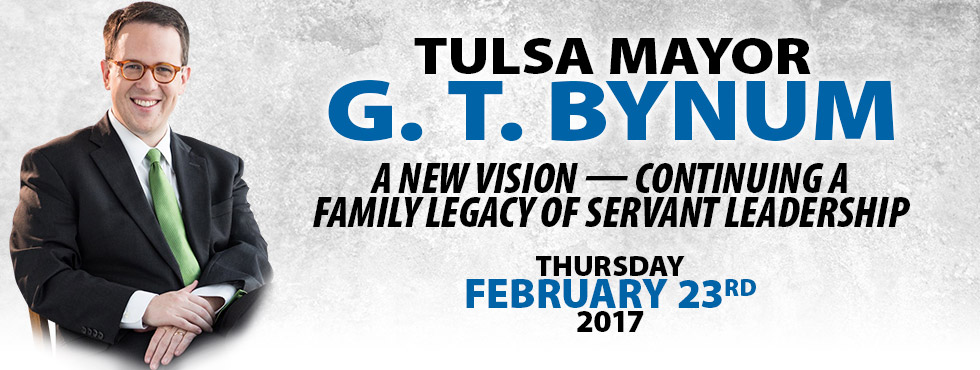 TULSA MAYOR
G. T. BYNUM
A NEW VISION — CONTINUING A
FAMILY LEGACY OF SERVANT LEADERSHIP
THURSDAY
FEBRUARY 23RD
2017